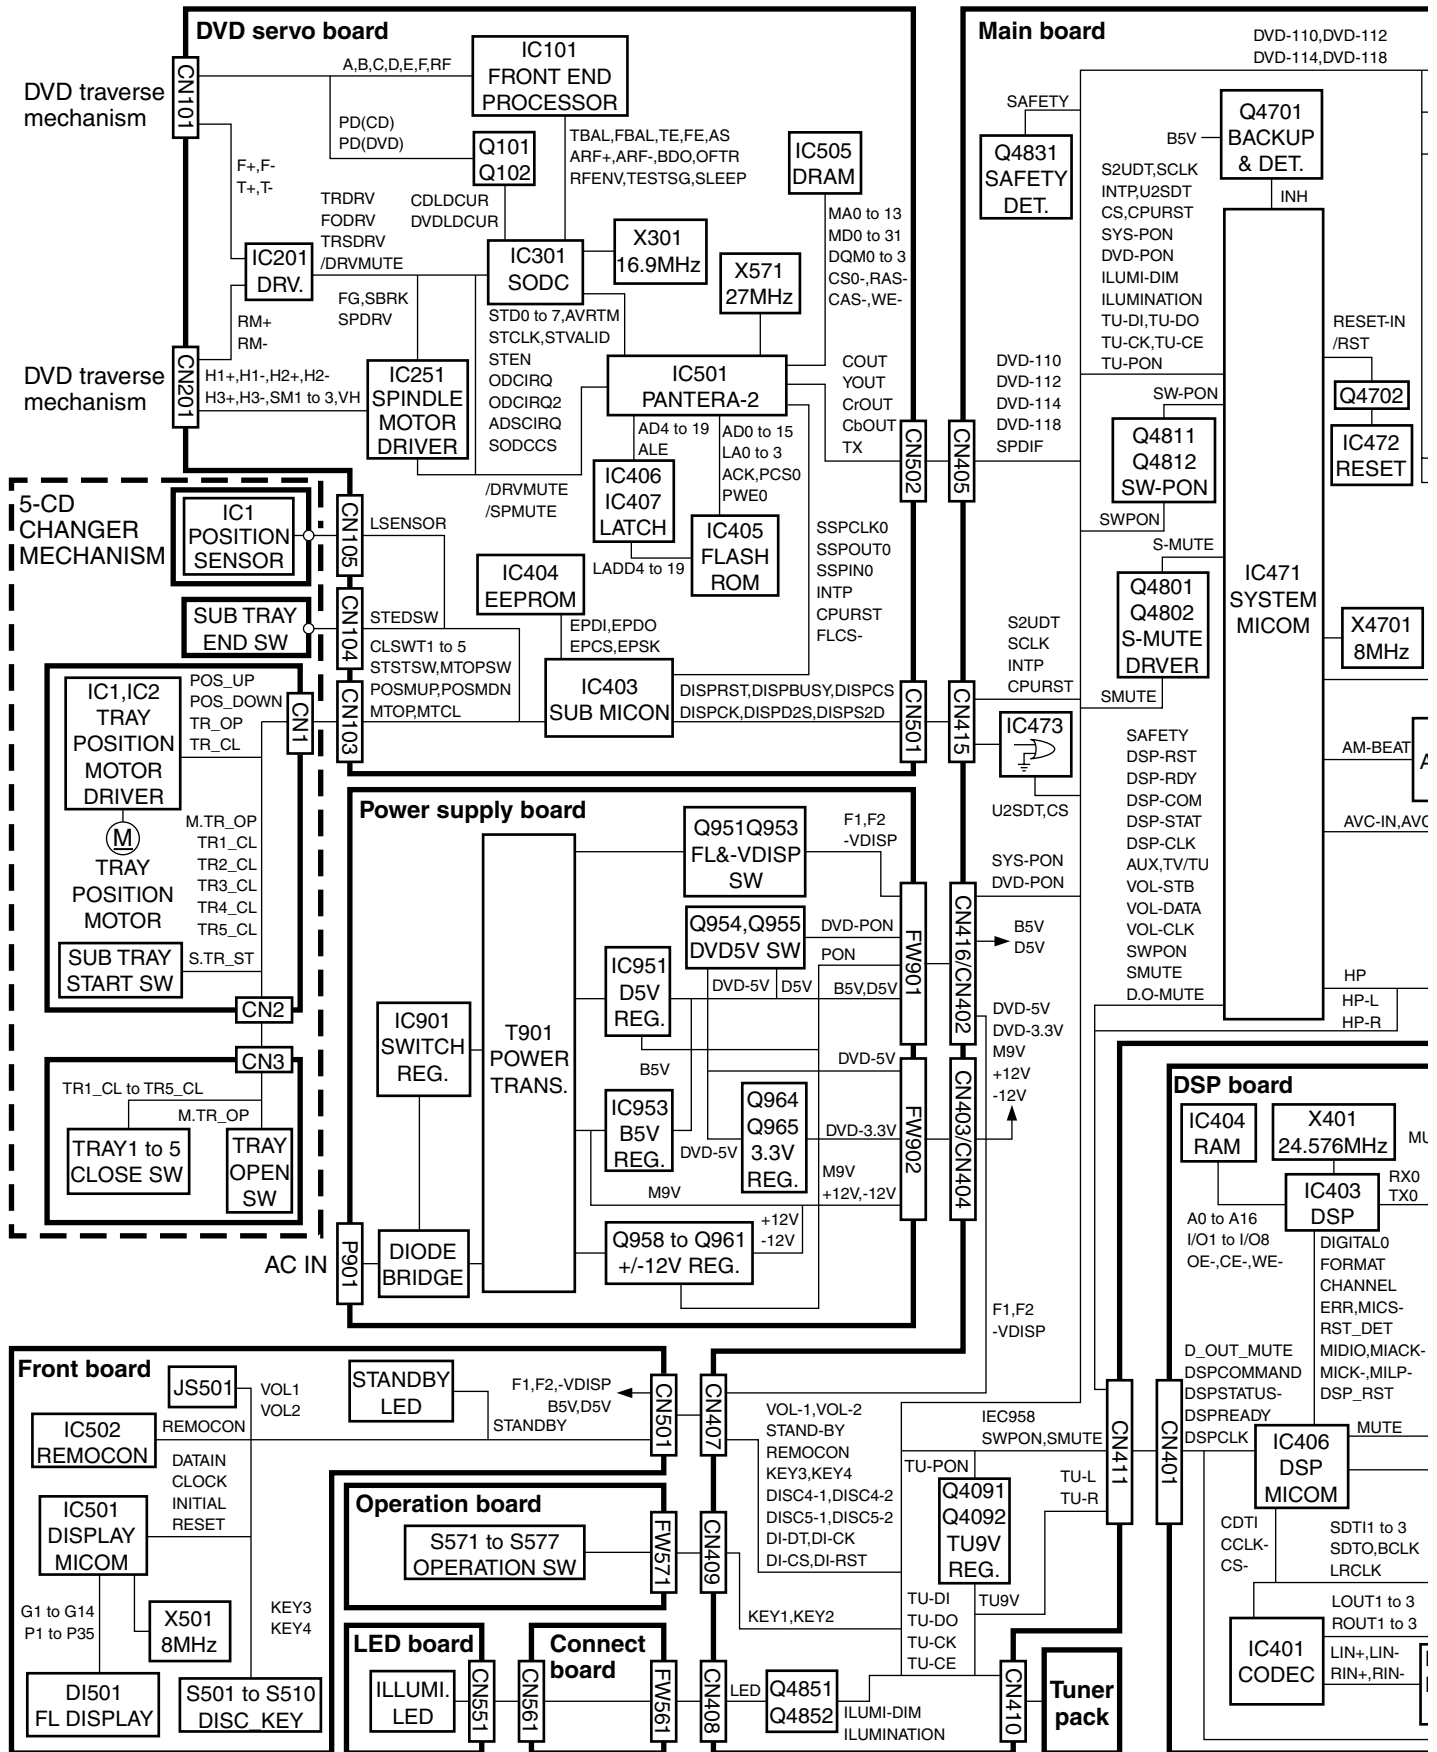 DVD servo board
CN101
DVD traverse
mechanism
A,B,C,D,E,F,RF
IC101
FRONT END
PROCESSOR
PD(CD)
PD(DVD)
Q101
Q102
TBAL,FBAL,TE,FE,AS
ARF+,ARF-,BDO,OFTR
RFENV,TESTSG,SLEEP
IC505
DRAM
F+,F-
T+,T-
TRDRV
FODRV
TRSDRV
/DRVMUTE
CDLDCUR
DVDLDCUR
IC201
DRV.
IC301
SODC
X301
16.9MHz
X571
27MHz
MA0 to 13
MD0 to 31
DQM0 to 3
CS0-,RAS-
CAS-,WE-
FG,SBRK
SPDRV
RM+
RM-
CN201
DVD traverse
mechanism
H1+,H1-,H2+,H2-
H3+,H3-,SM1 to 3,VH
IC251
SPINDLE
MOTOR
DRIVER
STD0 to 7,AVRTM
STCLK,STVALID
STEN
ODCIRQ
ODCIRQ2
ADSCIRQ
SODCCS
IC501
PANTERA-2
COUT
YOUT
CrOUT
CbOUT
TX
CN502
AD4 to 19
ALE
AD0 to 15
LA0 to 3
ACK,PCS0
PWE0
IC406
IC407
LATCH
IC405
FLASH
ROM
LADD4 to 19
/DRVMUTE
/SPMUTE
SSPCLK0
SSPOUT0
SSPIN0
INTP
CPURST
FLCS-
CN105
LSENSOR
CN104
STEDSW
CLSWT1 to 5
STSTSW,MTOPSW
POSMUP,POSMDN
MTOP,MTCL
CN103
IC404
EEPROM
EPDI,EPDO
EPCS,EPSK
IC403
SUB MICON
DISPRST,DISPBUSY,DISPCS
DISPCK,DISPD2S,DISPS2D
CN501
5-CD
CHANGER
MECHANISM
IC1
POSITION
SENSOR
SUB TRAY
END SW
IC1,IC2
TRAY
POSITION
MOTOR
DRIVER
M
TRAY
POSITION
MOTOR
POS_UP
POS_DOWN
TR_OP
TR_CL
CN1
M.TR_OP
TR1_CL
TR2_CL
TR3_CL
TR4_CL
TR5_CL
SUB TRAY
START SW
S.TR_ST
CN2
CN3
TR1_CL to TR5_CL
M.TR_OP
TRAY1 to 5
CLOSE SW
TRAY
OPEN
SW
Power supply board
T901
POWER
TRANS.
IC901
SWITCH
REG.
AC IN
P901
DIODE
BRIDGE
Q951Q953
FL&-VDISP
SW
F1,F2
-VDISP
Q954,Q955
DVD5V SW
DVD-PON
PON
IC951
D5V
REG.
DVD-5V
D5V
B5V,D5V
FW901
B5V
DVD-5V
IC953
B5V
REG.
Q964
Q965
3.3V
REG.
DVD-5V
DVD-3.3V
FW902
M9V
M9V
+12V,-12V
Q958 to Q961
+/-12V REG.
+12V
-12V
Main board
DVD-110,DVD-112
DVD-114,DVD-118
SAFETY
Q4831
SAFETY
DET.
B5V
Q4701
BACKUP
& DET.
INH
S2UDT,SCLK
INTP,U2SDT
CS,CPURST
SYS-PON
DVD-PON
ILUMI-DIM
ILUMINATION
TU-DI,TU-DO
TU-CK,TU-CE
TU-PON
DVD-110
DVD-112
DVD-114
DVD-118
SPDIF
CN405
SW-PON
Q4811
Q4812
SW-PON
SWPON
S-MUTE
Q4801
Q4802
S-MUTE
DRVER
SMUTE
IC471
SYSTEM
MICOM
RESET-IN
/RST
Q4702
IC472
RESET
X4701
8MHz
S2UDT
SCLK
INTP
CPURST
CN415
IC473
U2SDT,CS
SYS-PON
DVD-PON
CN416/CN402
B5V
D5V
DVD-5V
DVD-3.3V
M9V
+12V
-12V
CN403/CN404
SAFETY
DSP-RST
DSP-RDY
DSP-COM
DSP-STAT
DSP-CLK
AUX,TV/TU
VOL-STB
VOL-DATA
VOL-CLK
SWPON
SMUTE
D.O-MUTE
AM-BEAT
AVC-IN,AVC
HP
HP-L
HP-R
F1,F2
-VDISP
CN407
VOL-1,VOL-2
STAND-BY
REMOCON
KEY3,KEY4
DISC4-1,DISC4-2
DISC5-1,DISC5-2
DI-DT,DI-CK
DI-CS,DI-RST
IEC958
SWPON,SMUTE
TU-PON
Q4091
Q4092
TU9V
REG.
TU-L
TU-R
CN411
CN409
KEY1,KEY2
TU-DI
TU-DO
TU-CK
TU-CE
TU9V
CN408
LED
Q4851
Q4852
ILUMI-DIM
ILUMINATION
CN410
Tuner
pack
DSP board
IC404
RAM
X401
24.576MHz
IC403
DSP
RX0
TX0
A0 to A16
I/O1 to I/O8
OE-,CE-,WE-
DIGITAL0
FORMAT
CHANNEL
ERR,MICS-
RST_DET
MIDIO,MIACK-
MICK-,MILP-
DSP_RST
D_OUT_MUTE
DSPCOMMAND
DSPSTATUS-
DSPREADY
DSPCLK
CN401
IC406
DSP
MICOM
MUTE
CDTI
CCLK-
CS-
SDTI1 to 3
SDTO,BCLK
LRCLK
LOUT1 to 3
ROUT1 to 3
IC401
CODEC
LIN+,LIN-
RIN+,RIN-
Front board
JS501
VOL1
VOL2
STANDBY
LED
F1,F2,-VDISP
B5V,D5V
STANDBY
CN501
IC502
REMOCON
REMOCON
DATAIN
CLOCK
INITIAL
RESET
IC501
DISPLAY
MICOM
X501
8MHz
G1 to G14
P1 to P35
KEY3
KEY4
DI501
FL DISPLAY
S501 to S510
DISC_KEY
Operation board
S571 to S577
OPERATION SW
FW571
LED board
ILLUMI.
LED
CN551
Connect
board
CN561
FW561